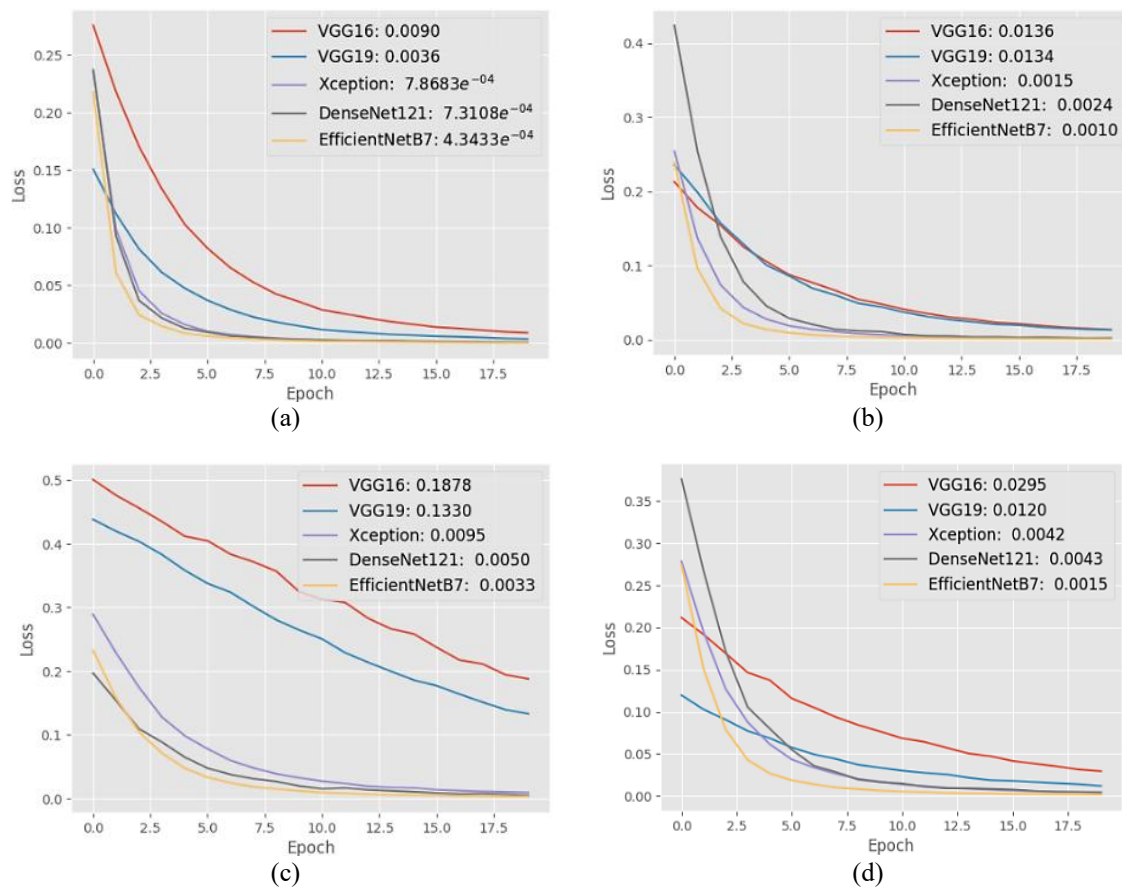 0.25
0.20
0.15
0.10
0.05
0.00
Loss
VGG16: 0.0090
VGG19: 0.0036
Xception: 7.8683e⁻⁰⁴
DenseNet121: 7.3108e⁻⁰⁴
EfficientNetB7: 4.3433e⁻⁰⁴
0.0 2.5 5.0 7.5 10.0 12.5 15.0 17.5
Epoch
(a)
0.4
0.3
0.2
0.1
0.0
Loss
VGG16: 0.0136
VGG19: 0.0134
Xception: 0.0015
DenseNet121: 0.0024
EfficientNetB7: 0.0010
0.0 2.5 5.0 7.5 10.0 12.5 15.0 17.5
Epoch
(b)
0.5
0.4
0.3
0.2
0.1
0.0
Loss
VGG16: 0.1878
VGG19: 0.1330
Xception: 0.0095
DenseNet121: 0.0050
EfficientNetB7: 0.0033
0.0 2.5 5.0 7.5 10.0 12.5 15.0 17.5
Epoch
(c)
0.35
0.30
0.25
0.20
0.15
0.10
0.05
0.00
Loss
VGG16: 0.0295
VGG19: 0.0120
Xception: 0.0042
DenseNet121: 0.0043
EfficientNetB7: 0.0015
0.0 2.5 5.0 7.5 10.0 12.5 15.0 17.5
Epoch
(d)